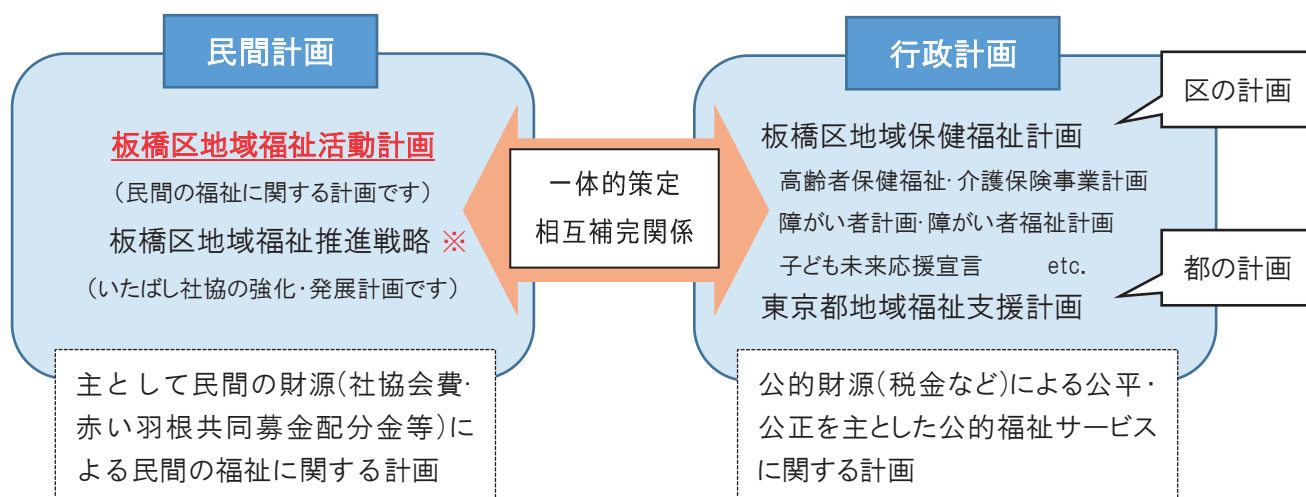 民間計画
板橋区地域福祉活動計画
（民間の福祉に関する計画です）
板橋区地域福祉推進戦略 ※
（いたばし社協の強化・発展計画です）
主として民間の財源（社協会費・
赤い羽根共同募金配分金等）に
よる民間の福祉に関する計画
一体的策定
相互補完関係
行政計画
区の計画
板橋区地域保健福祉計画
高齢者保健福祉・介護保険事業計画
障がい者計画・障がい者福祉計画
子ども未来応援宣言 etc.
都の計画
東京都地域福祉支援計画
公的財源（税金など）による公平・
公正を主とした公的福祉サービス
に関する計画